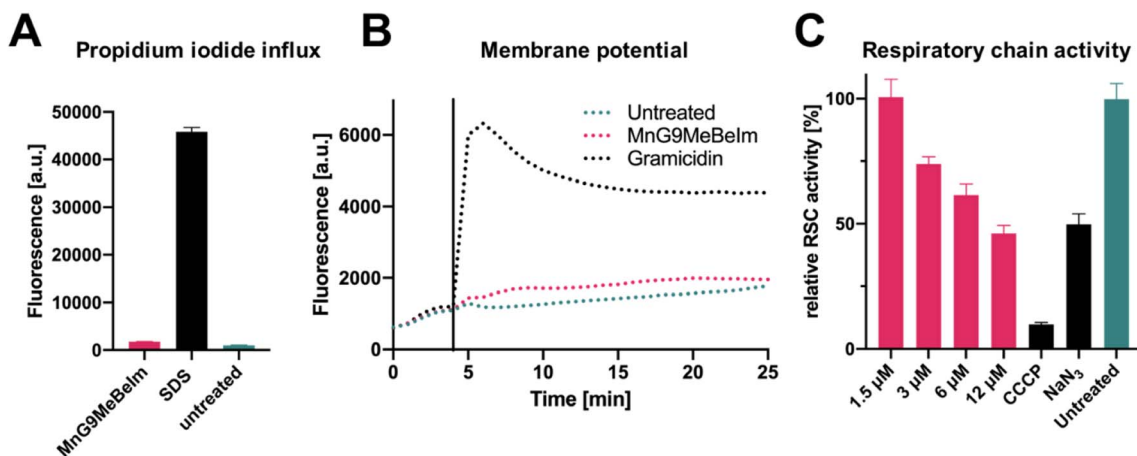 A
Propidium iodide influx
Fluorescence [a.u.]
50000
40000
30000
20000
10000
0
MnG9MeBeIm
SDS
untreated
B
Membrane potential
Fluorescence [a.u.]
6000
4000
2000
0
Untreated
MnG9MeBeIm
Gramicidin
0
5
10
15
20
25
Time [min]
C
Respiratory chain activity
relative RSC activity [%]
100
50
0
1.5 µM
3 µM
6 µM
12 µM
CCCP
NaN₃
Untreated